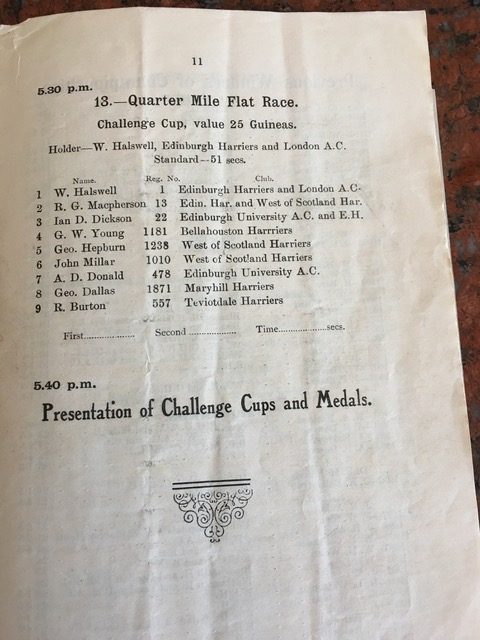 11
5.30 p.m.
13.—Quarter Mile Flat Race.
Challenge Cup, value 25 Guineas.
Holder—W. Halswell, Edinburgh Harriers and London A.C.
Standard—51 secs.
Name. Reg. No. Club.
1 W. Halswell 1 Edinburgh Harriers and London A.C.
2 R. G. Macpherson 13 Edin. Har. and West of Scotland Har.
3 Ian D. Dickson 22 Edinburgh University A.C. and E.H.
4 G. W. Young 1181 Bellahouston Harrriers
5 Geo. Hepburn 1238 West of Scotland Harriers
6 John Millar 1010 West of Scotland Harriers
7 A. D. Donald 478 Edinburgh University A.C.
8 Geo. Dallas 1871 Maryhill Harriers
9 R. Burton 557 Teviotdale Harriers
First.................. Second ................. Time.................secs.
5.40 p.m.
Presentation of Challenge Cups and Medals.